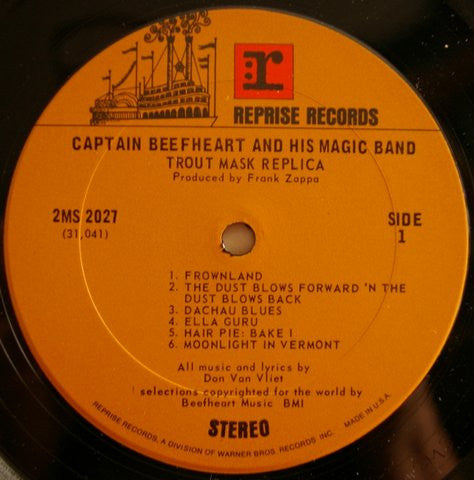 r
REPRISE RECORDS
CAPTAIN BEEFHEART AND HIS MAGIC BAND
TROUT MASK REPLICA
Produced by Frank Zappa
2MS 2027
(31,041)
SIDE
1
1. FROWNLAND
2. THE DUST BLOWS FORWARD 'N THE
DUST BLOWS BACK
3. DACHAU BLUES
4. ELLA GURU
5. HAIR PIE: BAKE I
6. MOONLIGHT IN VERMONT
All music and lyrics by
Don Van Vliet
selections copyrighted for the world by
Beefheart Music BMI
STEREO
REPRISE RECORDS, A DIVISION OF WARNER BROS. RECORDS INC. MADE IN U.S.A.